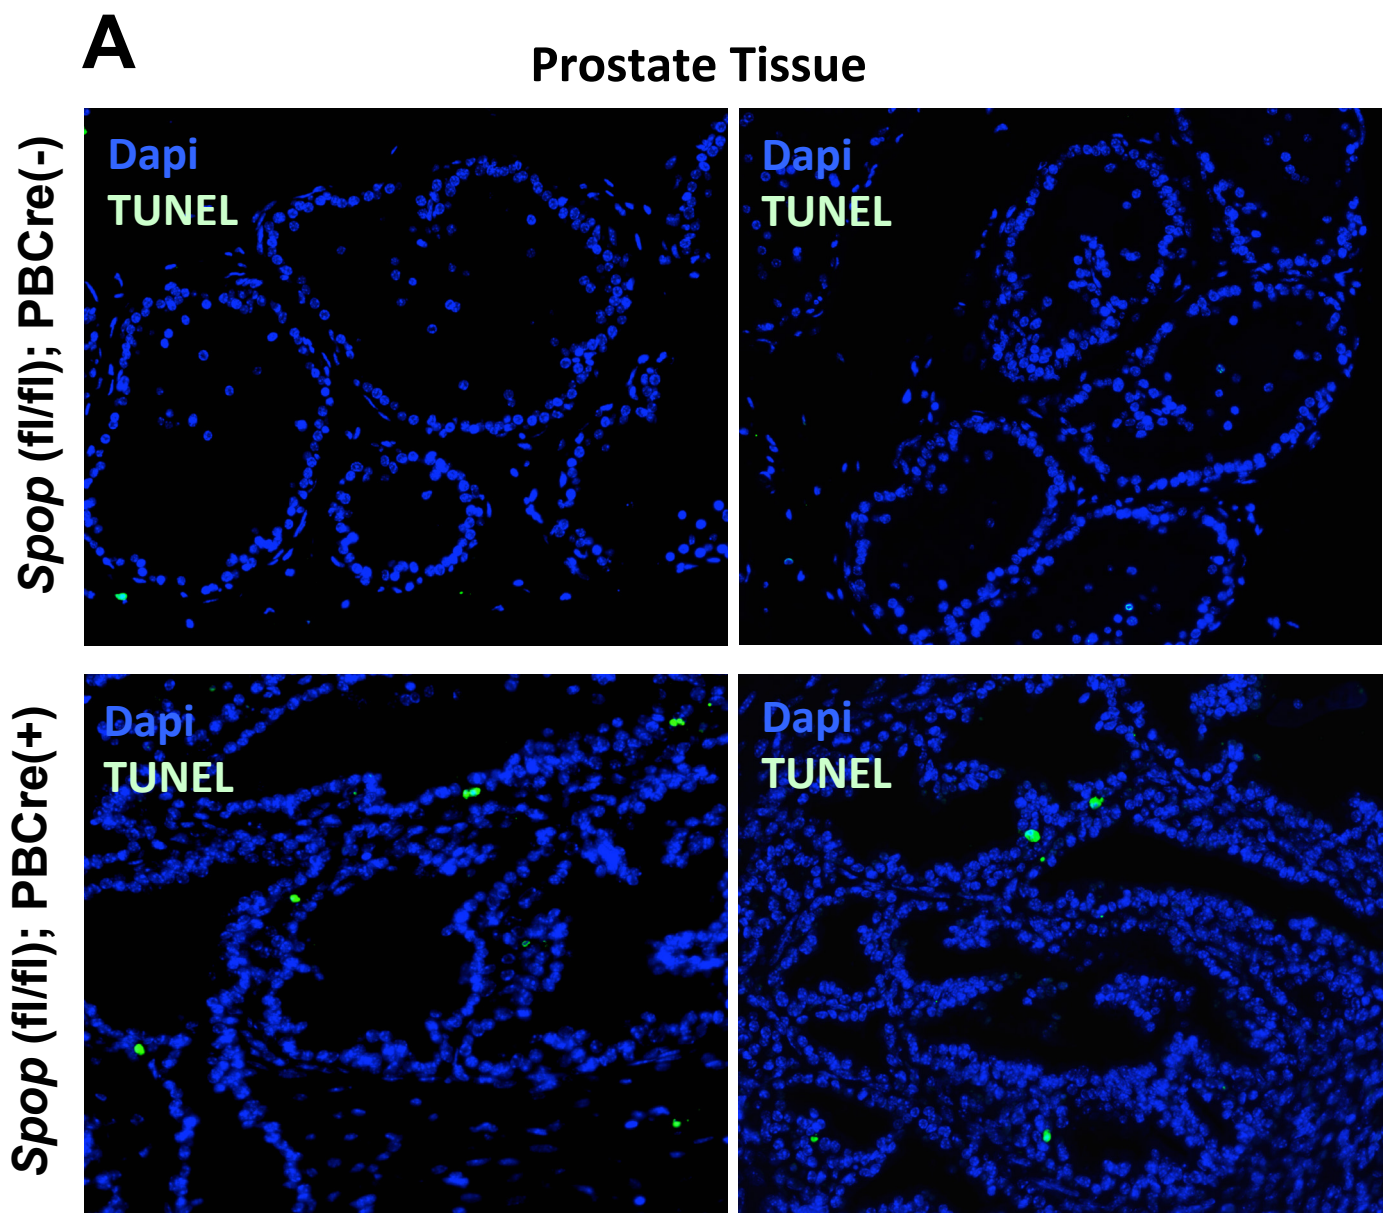 A
Prostate Tissue
Spop (fl/fl); PBCre(-)
Dapi
TUNEL
Dapi
TUNEL
Spop (fl/fl); PBCre(+)
Dapi
TUNEL
Dapi
TUNEL